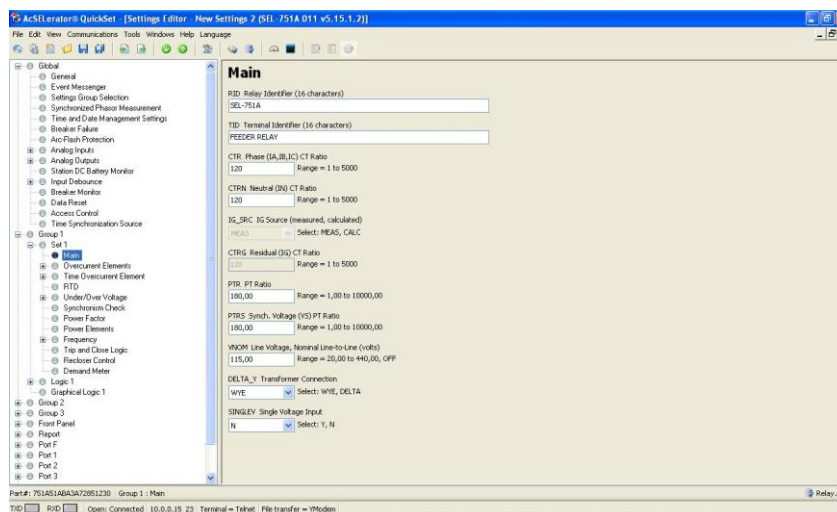 AcSELerator® QuickSet - [Settings Editor - New Settings 2 (SEL-751A 011 v5.15.1.2)]
File Edit View Communications Tools Windows Help Language
Global
General
Event Messenger
Settings Group Selection
Synchronized Phasor Measurement
Time and Date Management Settings
Breaker Failure
Arc-Flash Protection
Analog Inputs
Analog Outputs
Station DC Battery Monitor
Input Debounce
Breaker Monitor
Data Reset
Access Control
Time Synchronization Source
Group 1
Set 1
Main
Overcurrent Elements
Time Overcurrent Element
RTD
Under/Over Voltage
Synchronism Check
Power Factor
Power Elements
Frequency
Trip and Close Logic
Recloser Control
Demand Meter
Logic 1
Graphical Logic 1
Group 2
Group 3
Front Panel
Report
Port F
Port 1
Port 2
Port 3
Main
RID Relay Identifier (16 characters)
SEL-751A
TID Terminal Identifier (16 characters)
FEEDER RELAY
CTR Phase (IA,IB,IC) CT Ratio
120 Range = 1 to 5000
CTRN Neutral (IN) CT Ratio
120 Range = 1 to 5000
IG_SRC IG Source (measured, calculated)
MEAS Select: MEAS, CALC
CTRG Residual (IG) CT Ratio
120 Range = 1 to 5000
PTR PT Ratio
180,00 Range = 1,00 to 10000,00
PTRS Synch. Voltage (VS) PT Ratio
180,00 Range = 1,00 to 10000,00
VNOM Line Voltage, Nominal Line-to-Line (volts)
115,00 Range = 20,00 to 440,00, OFF
DELTA_Y Transformer Connection
WYE Select: WYE, DELTA
SINGLEV Single Voltage Input
N Select: Y, N
Part#: 751A51ABA3A72851230 Group 1 : Main Relay.
TXD RXD Open: Connected 10.0.0.15 23 Terminal = Telnet File transfer = YModem